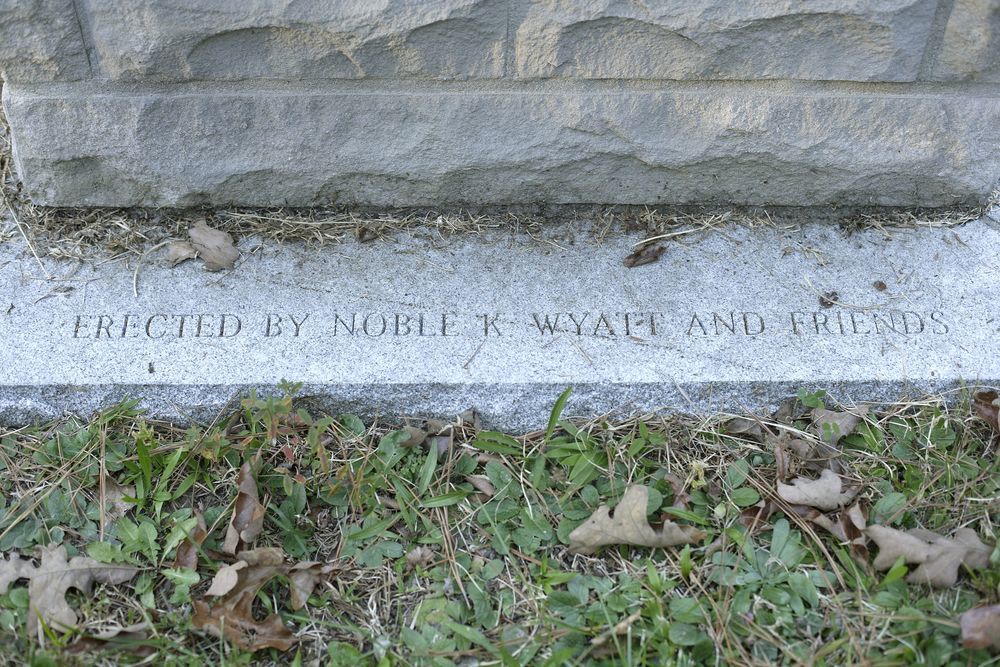 ERECTED BY NOBLE K. WYATT AND FRIENDS